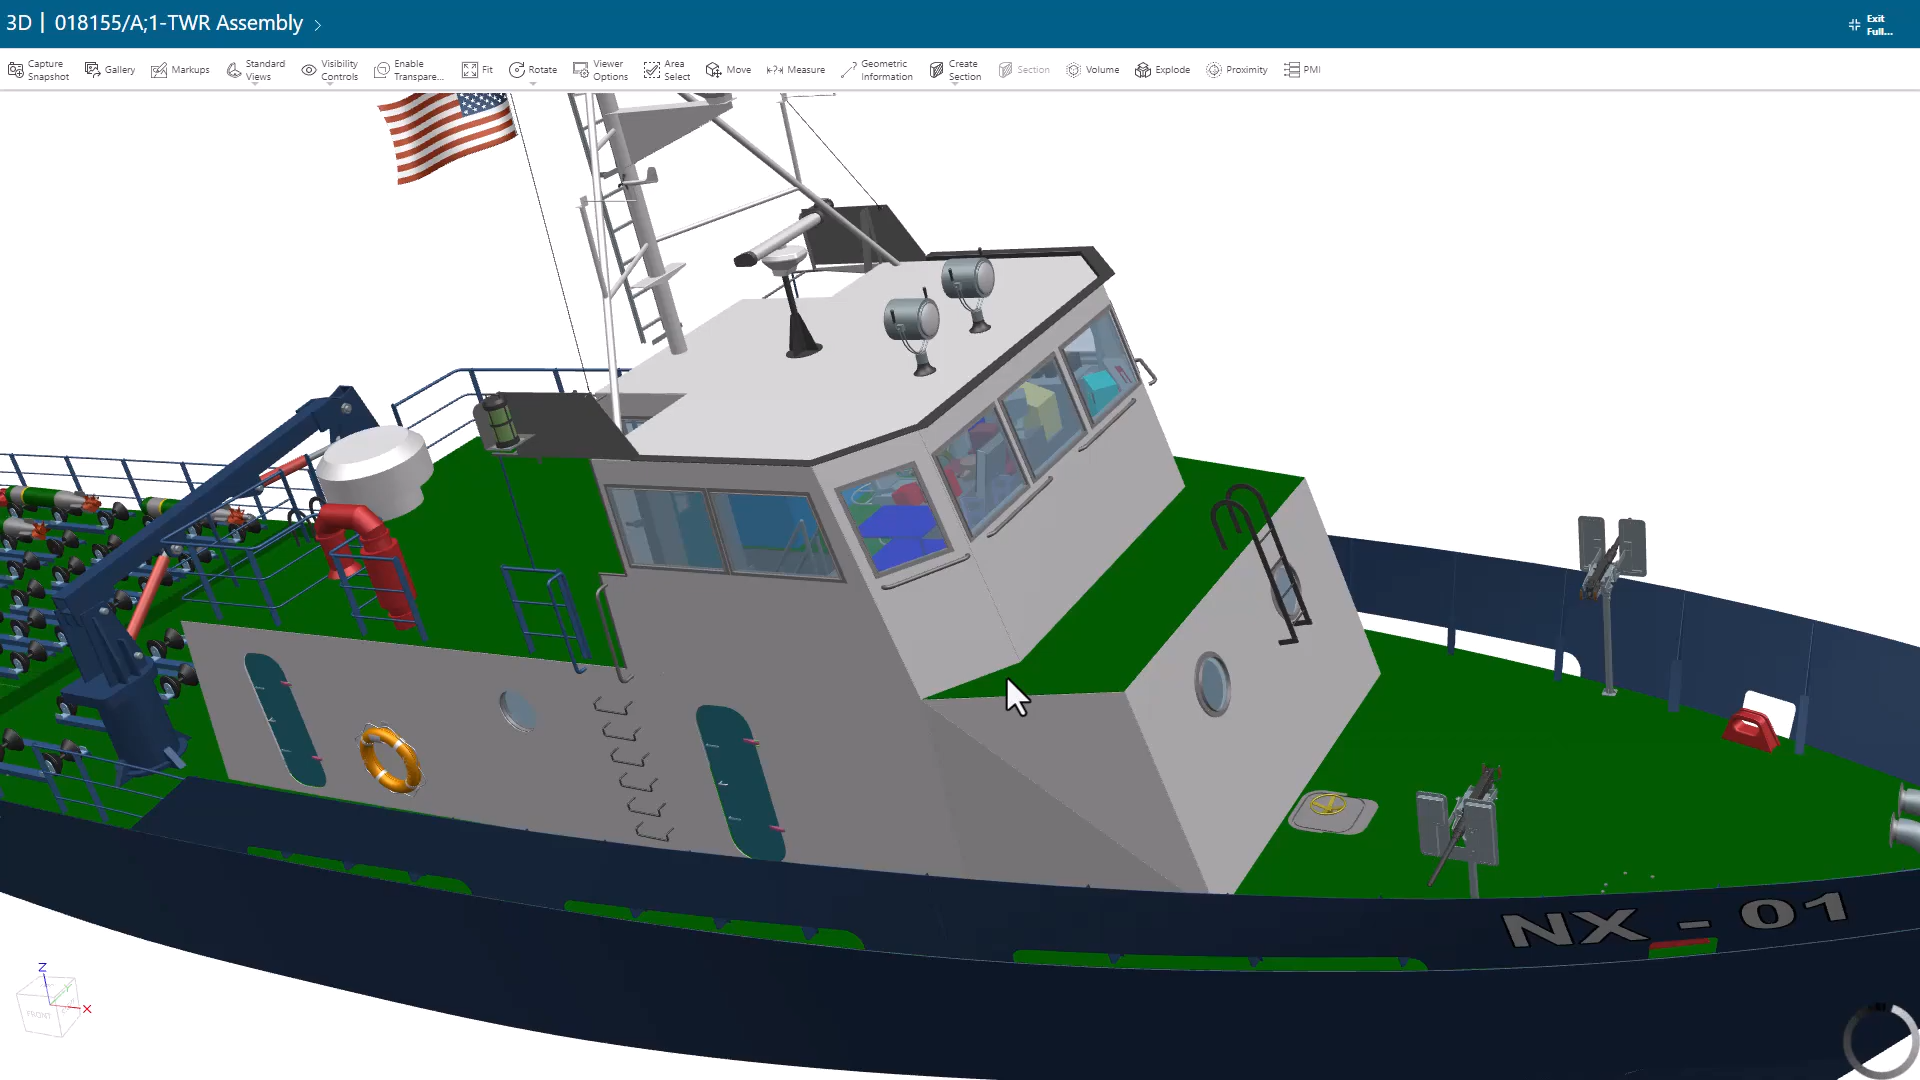 3D | 018155/A;1-TWR Assembly
Exit
Full...
Capture
Snapshot
Gallery
Markups
Standard
Views
Visibility
Controls
Enable
Transpare...
Fit
Rotate
Viewer
Options
Area
Select
Move
Measure
Geometric
Information
Create
Section
Section
Volume
Explode
Proximity
PMI
NX - 01
Z
FRONT
X